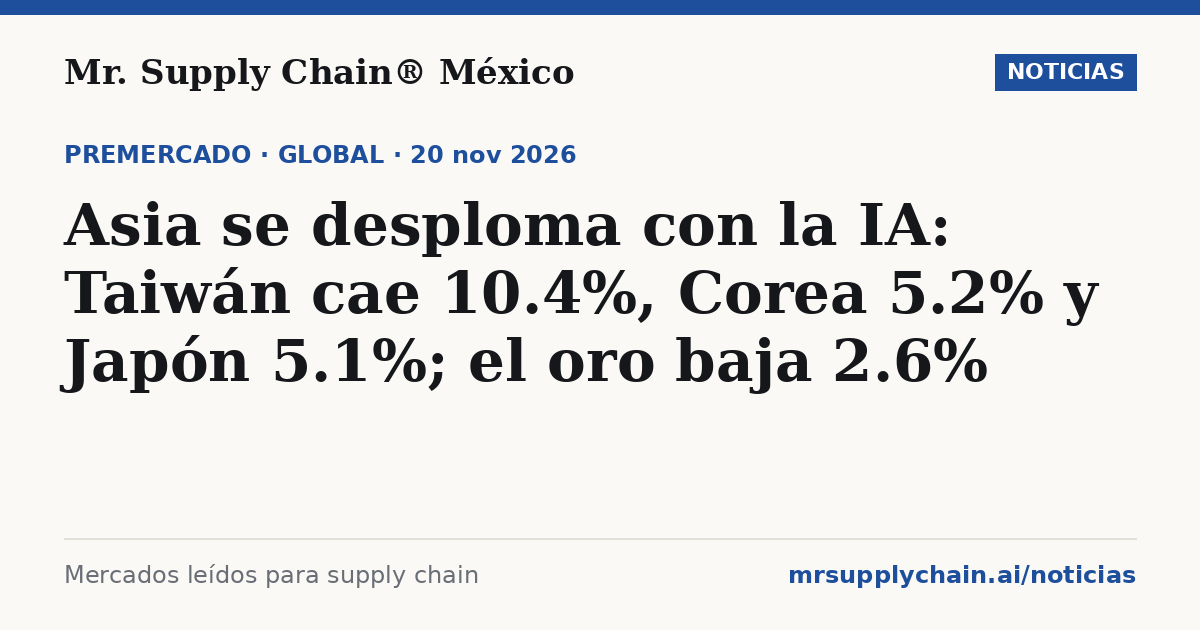 Mr. Supply Chain® México
NOTICIAS
PREMERCADO · GLOBAL · 20 nov 2026
Asia se desploma con la IA:
Taiwán cae 10.4%, Corea 5.2% y
Japón 5.1%; el oro baja 2.6%
Mercados leídos para supply chain
mrsupplychain.ai/noticias